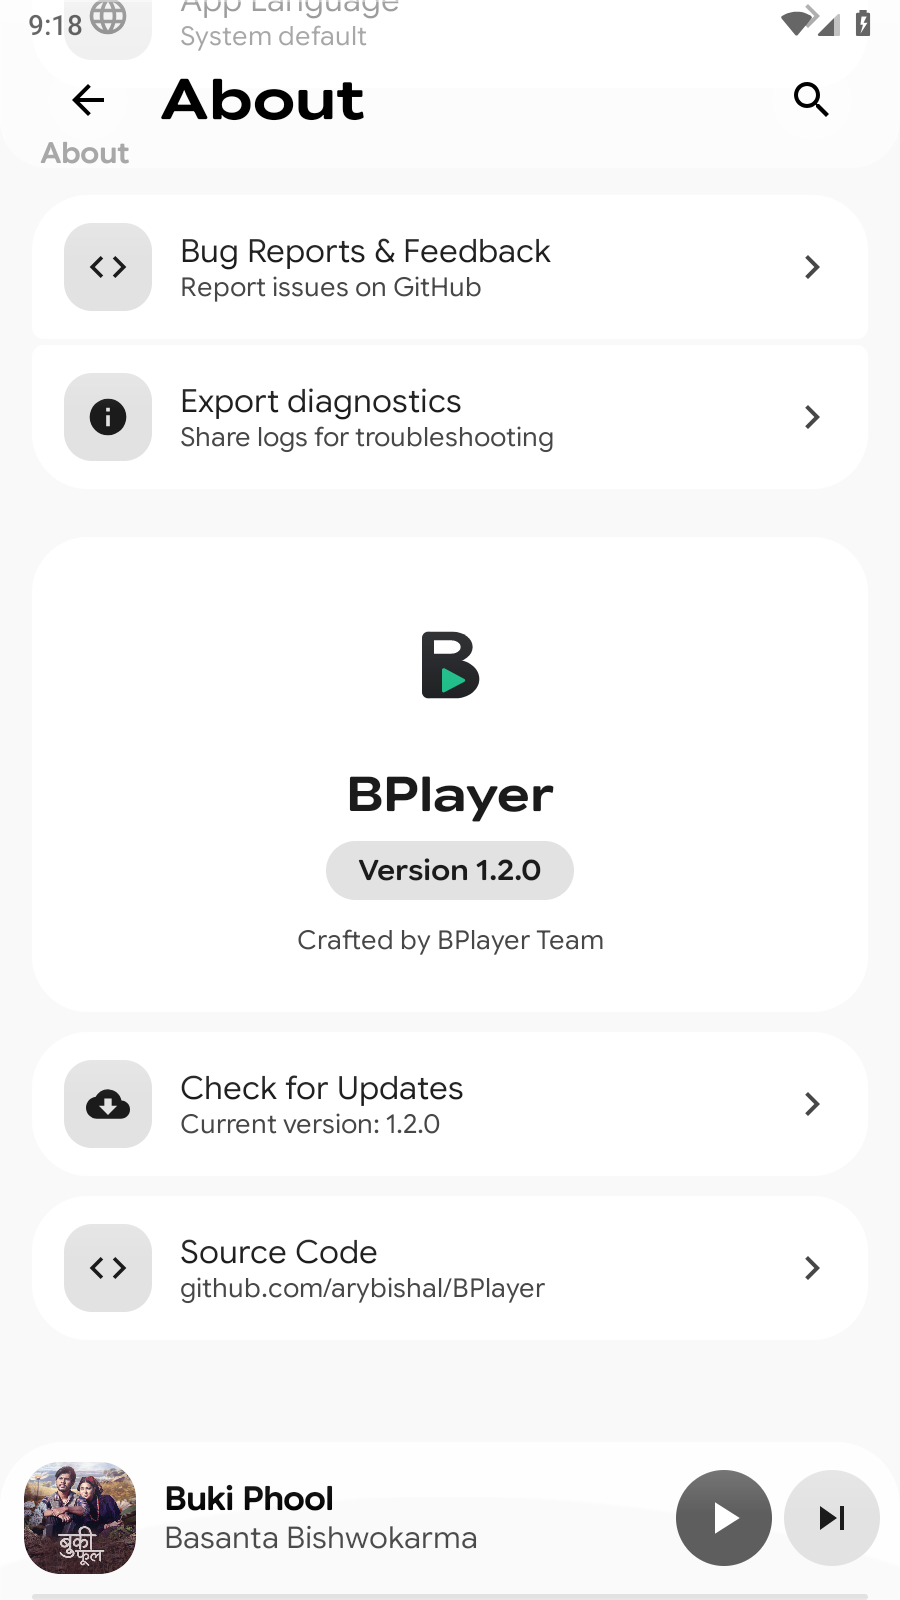 App Language
9:18
System default
About
About
Bug Reports & Feedback
Report issues on GitHub
Export diagnostics
Share logs for troubleshooting
B
BPlayer
Version 1.2.0
Crafted by BPlayer Team
Check for Updates
Current version: 1.2.0
Source Code
github.com/arybishal/BPlayer
बुकी
फूल
Buki Phool
Basanta Bishwokarma